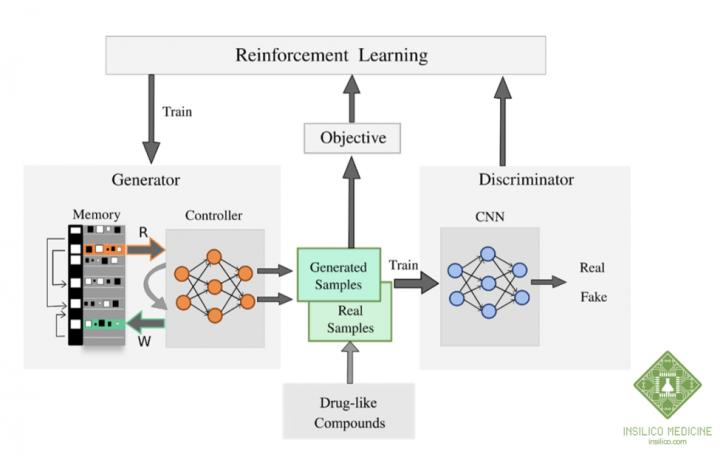 Reinforcement Learning
Train
Objective
Generator
Discriminator
Memory
Controller
CNN
R
W
Generated
Samples
Real
Samples
Train
Real
Fake
Drug-like
Compounds
INSILICO MEDICINE
insilico.com